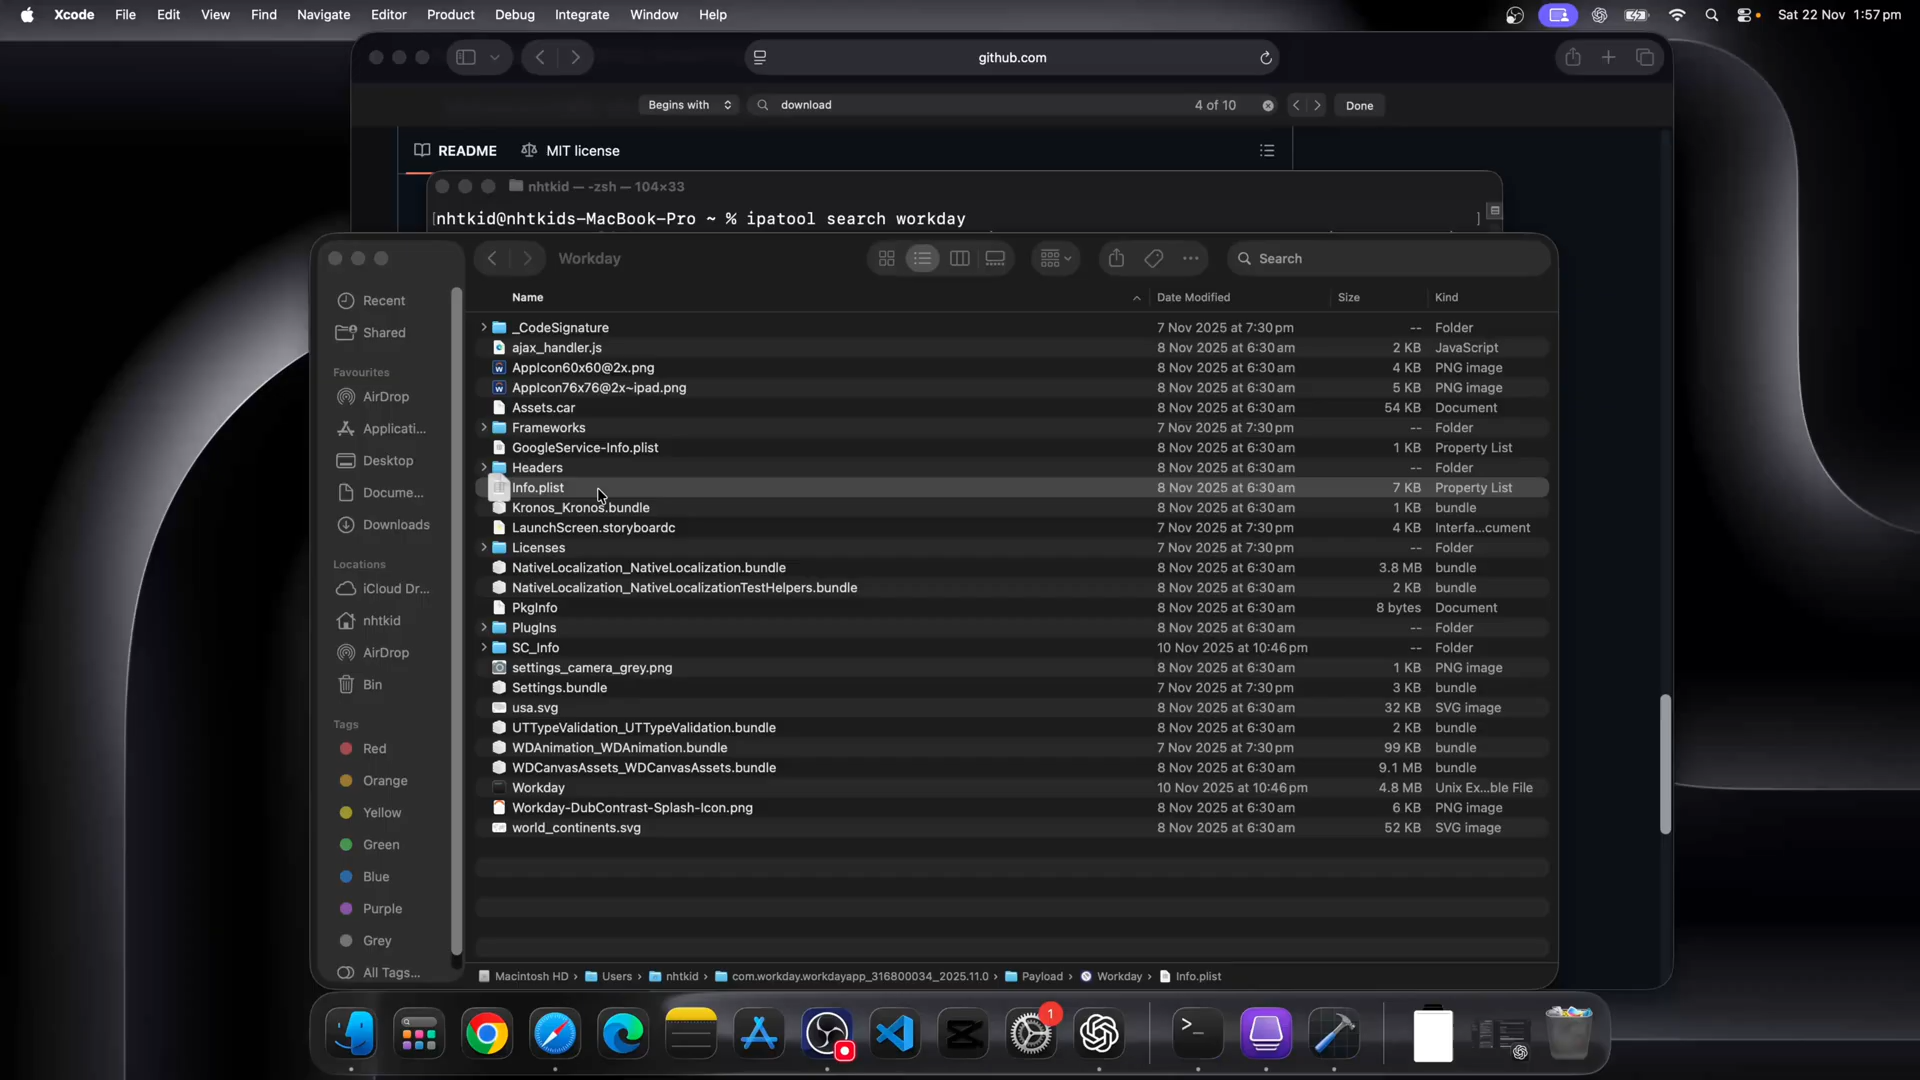 Xcode File Edit View Find Navigate Editor Product Debug Integrate Window Help Sat 22 Nov 1:57 pm
github.com
Begins with download 4 of 10 Done
README MIT license
nhtkid — -zsh — 104×33
[nhtkid@nhtkids-MacBook-Pro ~ % ipatool search workday ]
Workday Search
Name Date Modified Size Kind
Recent
Shared
Favourites
AirDrop
Applicati...
Desktop
Docume...
Downloads
Locations
iCloud Dr...
nhtkid
AirDrop
Bin
Tags
Red
Orange
Yellow
Green
Blue
Purple
Grey
All Tags...
_CodeSignature 7 Nov 2025 at 7:30 pm -- Folder
ajax_handler.js 8 Nov 2025 at 6:30 am 2 KB JavaScript
AppIcon60x60@2x.png 8 Nov 2025 at 6:30 am 4 KB PNG image
AppIcon76x76@2x~ipad.png 8 Nov 2025 at 6:30 am 5 KB PNG image
Assets.car 8 Nov 2025 at 6:30 am 54 KB Document
Frameworks 7 Nov 2025 at 7:30 pm -- Folder
GoogleService-Info.plist 8 Nov 2025 at 6:30 am 1 KB Property List
Headers 8 Nov 2025 at 6:30 am -- Folder
Info.plist 8 Nov 2025 at 6:30 am 7 KB Property List
Kronos_Kronos.bundle 8 Nov 2025 at 6:30 am 1 KB bundle
LaunchScreen.storyboardc 7 Nov 2025 at 7:30 pm 4 KB Interfa...cument
Licenses 7 Nov 2025 at 7:30 pm -- Folder
NativeLocalization_NativeLocalization.bundle 8 Nov 2025 at 6:30 am 3.8 MB bundle
NativeLocalization_NativeLocalizationTestHelpers.bundle 8 Nov 2025 at 6:30 am 2 KB bundle
PkgInfo 8 Nov 2025 at 6:30 am 8 bytes Document
PlugIns 8 Nov 2025 at 6:30 am -- Folder
SC_Info 10 Nov 2025 at 10:46 pm -- Folder
settings_camera_grey.png 8 Nov 2025 at 6:30 am 1 KB PNG image
Settings.bundle 7 Nov 2025 at 7:30 pm 3 KB bundle
usa.svg 8 Nov 2025 at 6:30 am 32 KB SVG image
UTTypeValidation_UTTypeValidation.bundle 8 Nov 2025 at 6:30 am 2 KB bundle
WDAnimation_WDAnimation.bundle 7 Nov 2025 at 7:30 pm 99 KB bundle
WDCanvasAssets_WDCanvasAssets.bundle 8 Nov 2025 at 6:30 am 9.1 MB bundle
Workday 10 Nov 2025 at 10:46 pm 4.8 MB Unix Ex...ble File
Workday-DubContrast-Splash-Icon.png 8 Nov 2025 at 6:30 am 6 KB PNG image
world_continents.svg 8 Nov 2025 at 6:30 am 52 KB SVG image
Macintosh HD › Users › nhtkid › com.workday.workdayapp_316800034_2025.11.0 › Payload › Workday › Info.plist
1